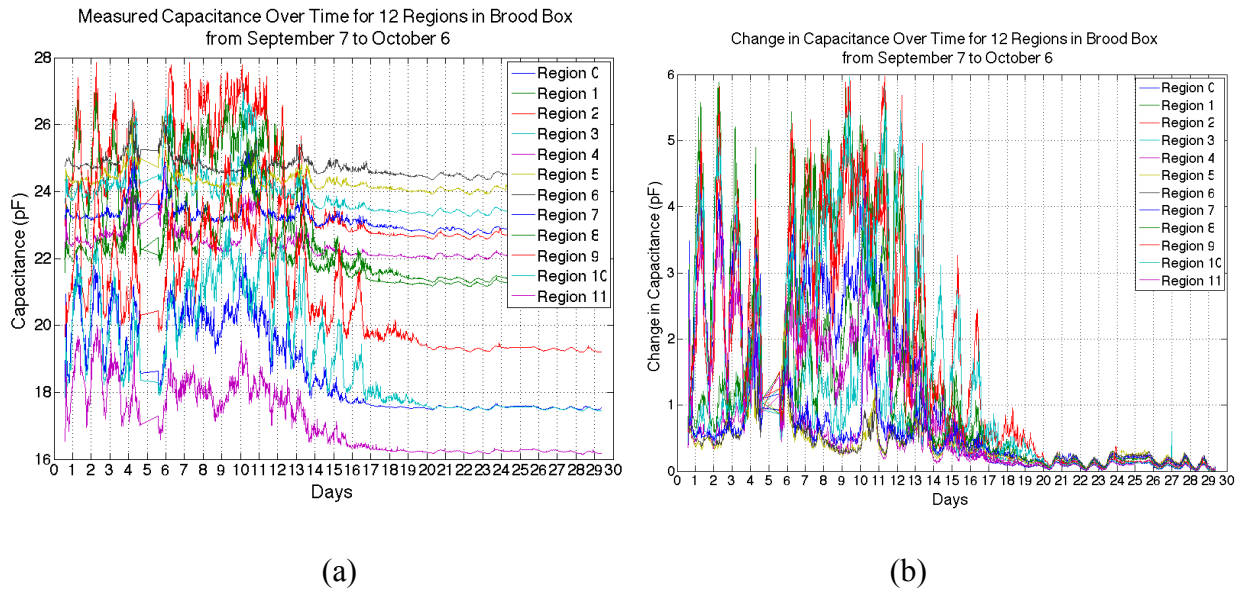 Measured Capacitance Over Time for 12 Regions in Brood Box
from September 7 to October 6
28
26
24
22
20
18
16
Capacitance (pF)
0 1 2 3 4 5 6 7 8 9 10 11 12 13 14 15 16 17 18 19 20 21 22 23 24 25 26 27 28 29 30
Days
Region 0
Region 1
Region 2
Region 3
Region 4
Region 5
Region 6
Region 7
Region 8
Region 9
Region 10
Region 11
(a)
Change in Capacitance Over Time for 12 Regions in Brood Box
from September 7 to October 6
6
5
4
3
2
1
0
Change in Capacitance (pF)
0 1 2 3 4 5 6 7 8 9 10 11 12 13 14 15 16 17 18 19 20 21 22 23 24 25 26 27 28 29 30
Days
Region 0
Region 1
Region 2
Region 3
Region 4
Region 5
Region 6
Region 7
Region 8
Region 9
Region 10
Region 11
(b)